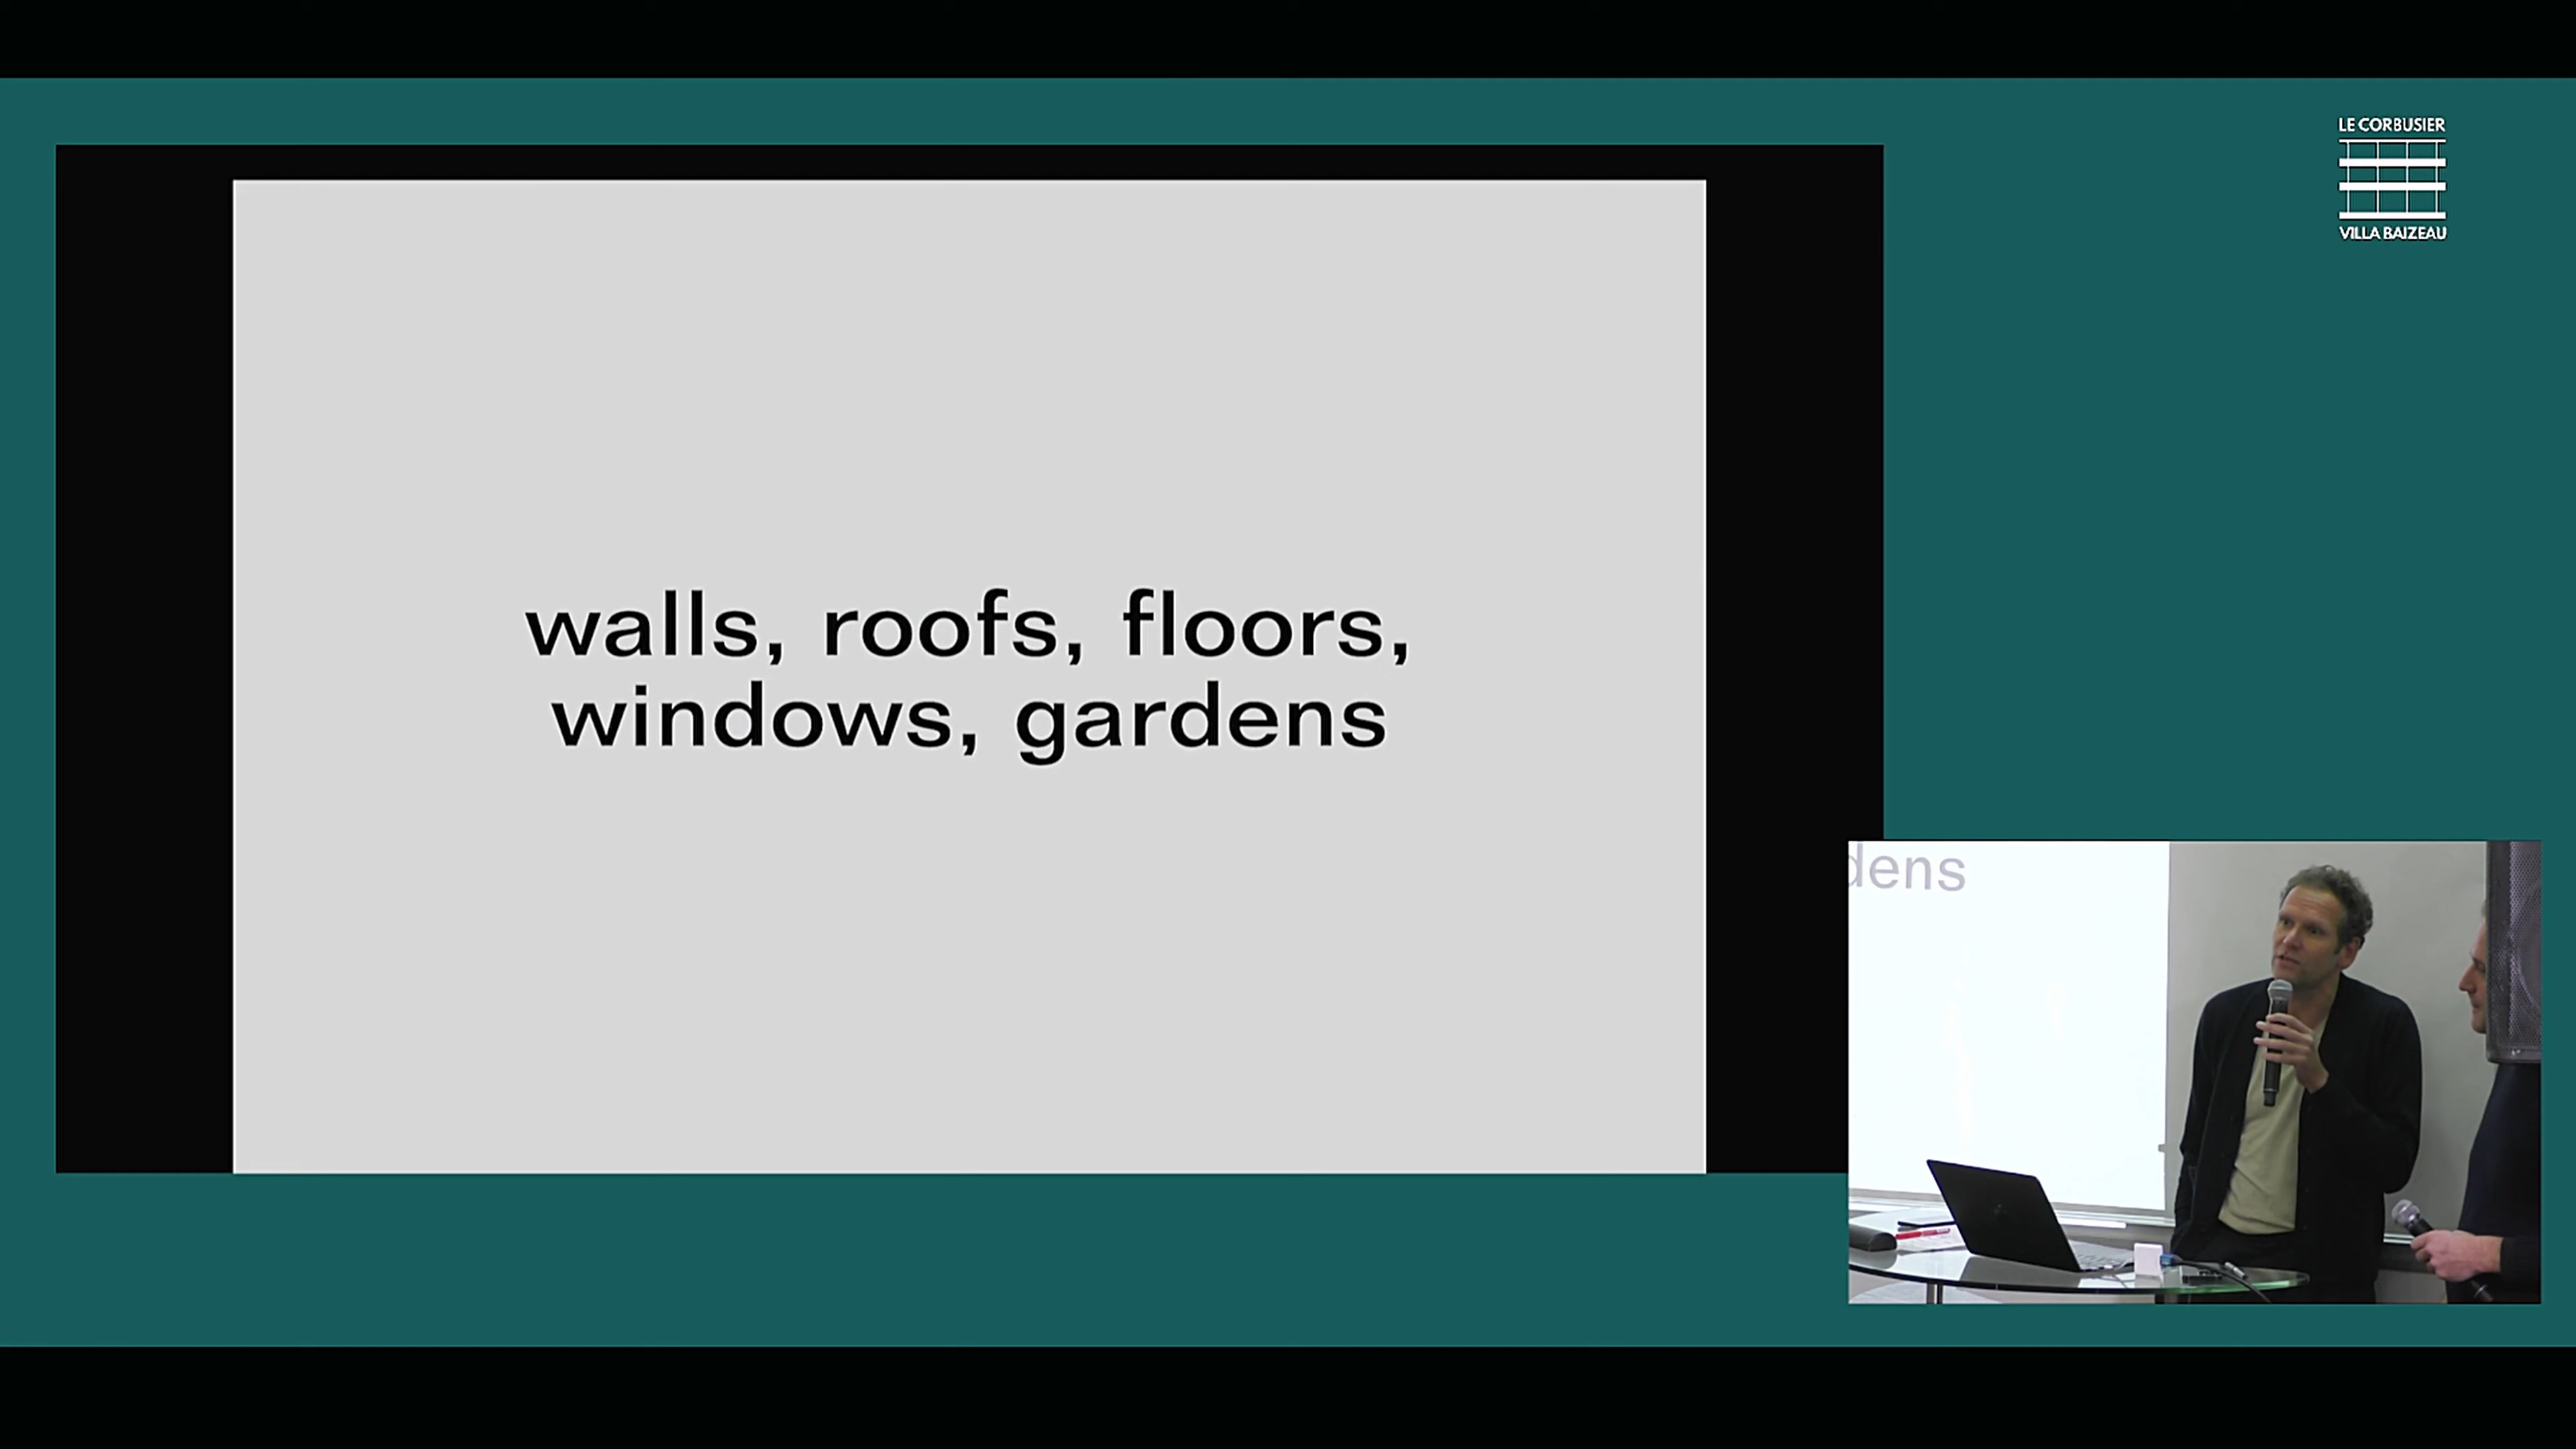 LE CORBUSIER
VILLA BAIZEAU
walls, roofs, floors,
windows, gardens
dens